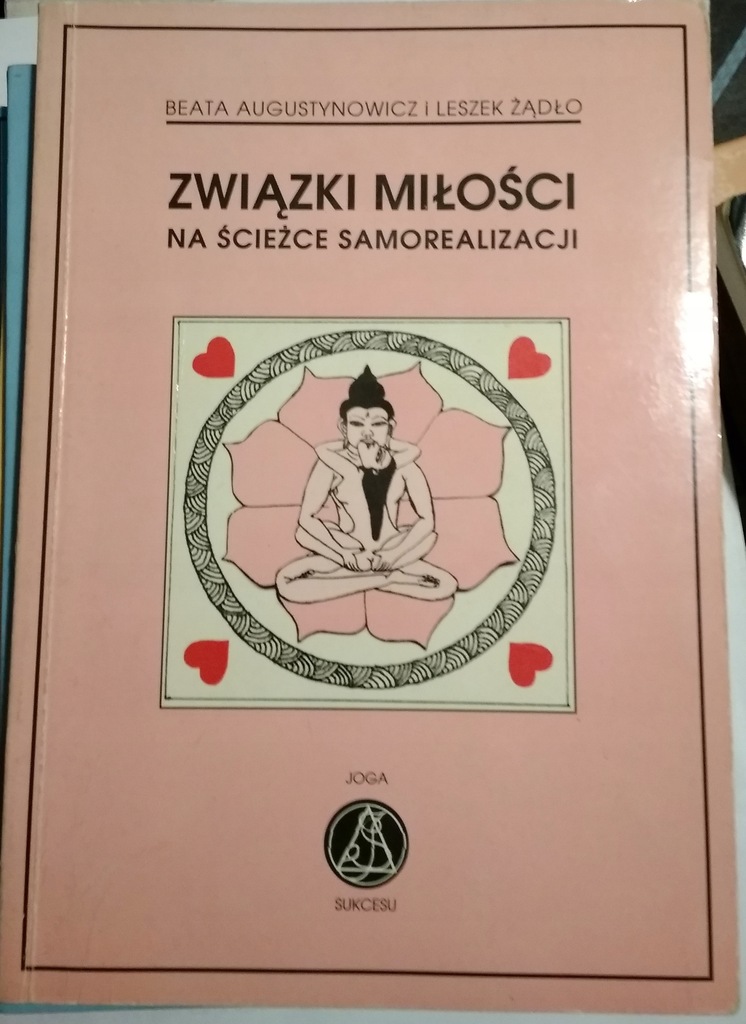 BEATA AUGUSTYNOWICZ i LESZEK ŻĄDŁO
ZWIĄZKI MIŁOŚCI
NA ŚCIEŻCE SAMOREALIZACJI
JOGA
SUKCESU